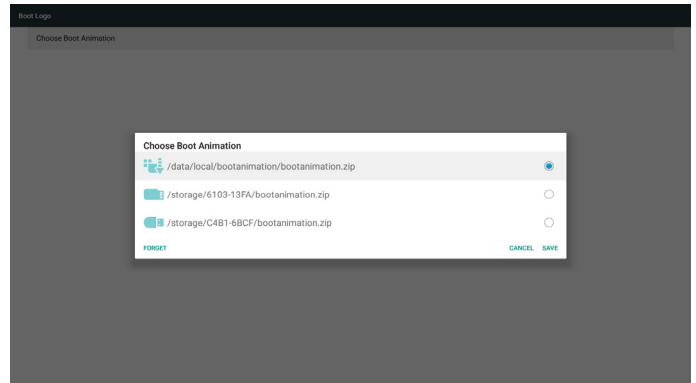 Boot Logo
Choose Boot Animation
Choose Boot Animation
/data/local/bootanimation/bootanimation.zip
/storage/6103-13FA/bootanimation.zip
/storage/C4B1-6BCF/bootanimation.zip
FORGET CANCEL SAVE